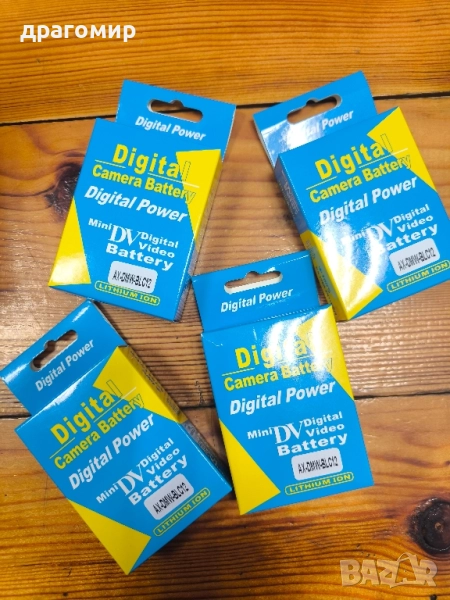 драгомир
Digital Power
Digital
Camera Battery
Digital Power
Mini DV Digital Video
Battery
AX-DMW-BLC12
LITHIUM ION
Digital Power
Digital
Camera Battery
Digital Power
Mini DV Digital Video
Battery
AX-DMW-BLC12
LITHIUM ION
Digital Power
Digital
Camera Battery
Digital Power
Mini DV Digital Video
Battery
AX-DMW-BLC12
LITHIUM ION
Digital Power
Digital
Camera Battery
Digital Power
Mini DV Digital Video
Battery
AX-DMW-BLC12
LITHIUM ION
BAZAR